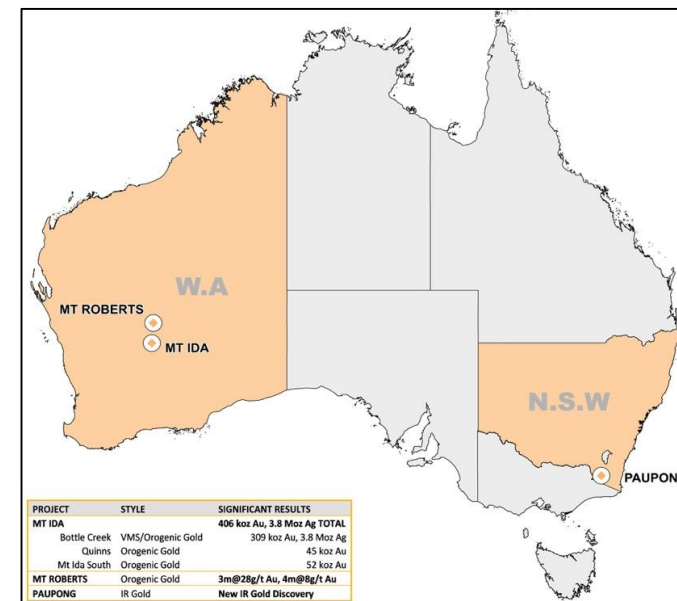 W.A
MT ROBERTS
MT IDA
N.S.W
PAUPONG
PROJECT STYLE SIGNIFICANT RESULTS
MT IDA 406 koz Au, 3.8 Moz Ag TOTAL
Bottle Creek VMS/Orogenic Gold 309 koz Au, 3.8 Moz Ag
Quinns Orogenic Gold 45 koz Au
Mt Ida South Orogenic Gold 52 koz Au
MT ROBERTS Orogenic Gold 3m@28g/t Au, 4m@8g/t Au
PAUPONG IR Gold New IR Gold Discovery